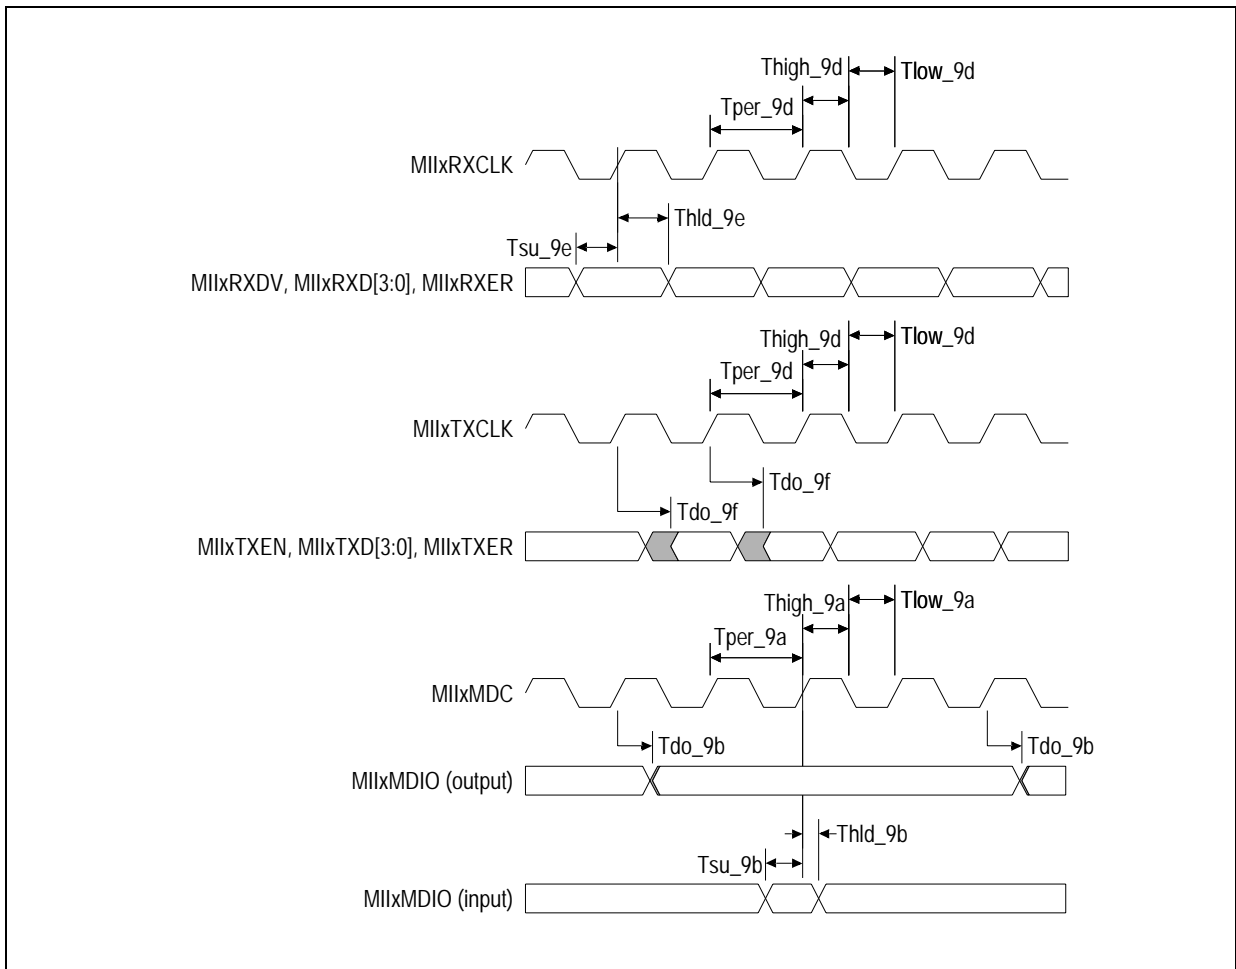 Thigh_9d
Tlow_9d
Tper_9d
MIIxRXCLK
Thld_9e
Tsu_9e
MIIxRXDV, MIIxRXD[3:0], MIIxRXER
Thigh_9d
Tlow_9d
Tper_9d
MIIxTXCLK
Tdo_9f
Tdo_9f
MIIxTXEN, MIIxTXD[3:0], MIIxTXER
Thigh_9a
Tlow_9a
Tper_9a
MIIxMDC
Tdo_9b
Tdo_9b
MIIxMDIO (output)
Thld_9b
Tsu_9b
MIIxMDIO (input)